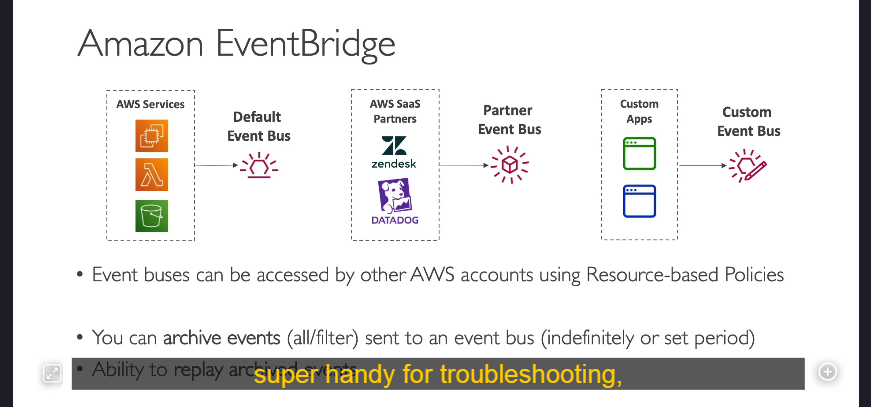 Amazon EventBridge
AWS Services
Default
Event Bus
AWS SaaS
Partners
zendesk
DATADOG
Partner
Event Bus
Custom
Apps
Custom
Event Bus
• Event buses can be accessed by other AWS accounts using Resource-based Policies
• You can archive events (all/filter) sent to an event bus (indefinitely or set period)
• Ability to replay archived events
super handy for troubleshooting,